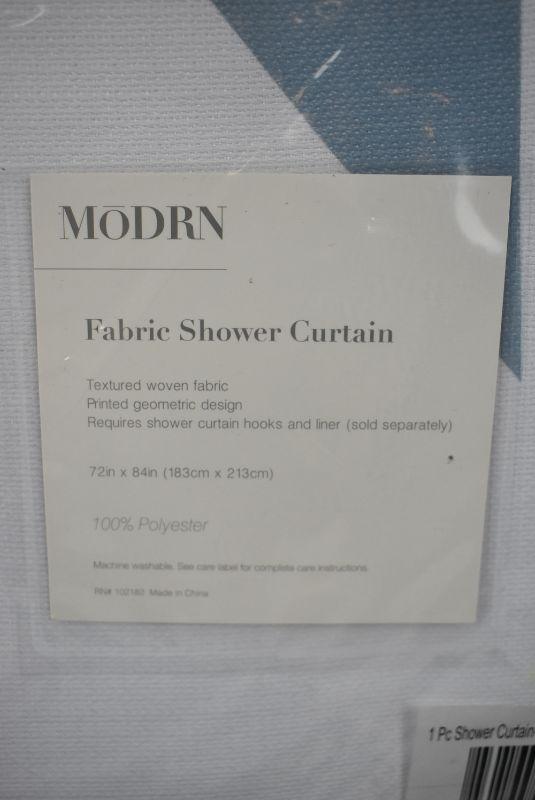 MōDRN
Fabric Shower Curtain
Textured woven fabric
Printed geometric design
Requires shower curtain hooks and liner (sold separately)
72in x 84in (183cm x 213cm)
100% Polyester
Machine washable. See care label for complete care instructions.
RN# 102182 Made in China
1 Pc Shower Curtain